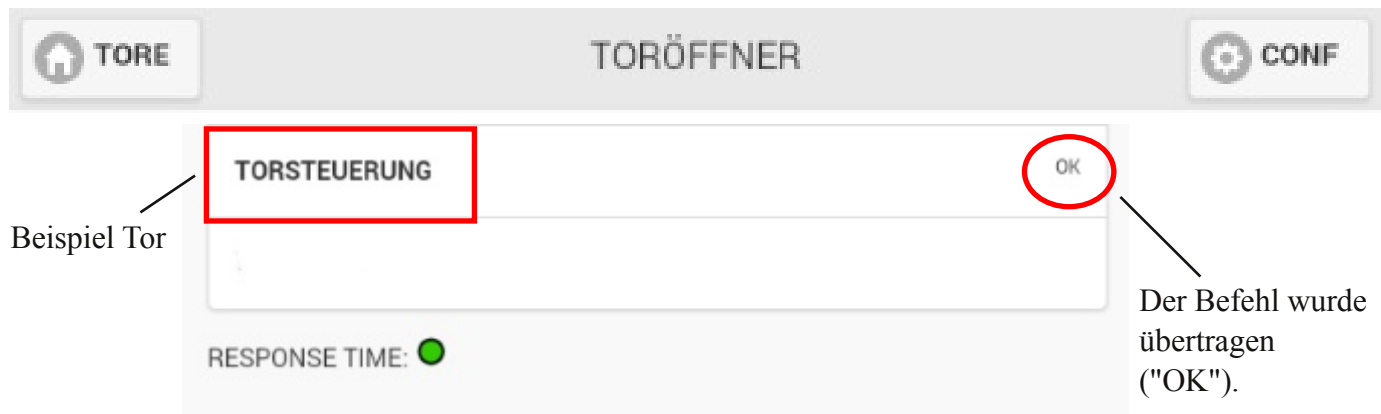 TORE
TORÖFFNER
CONF
TORSTEUERUNG
OK
Beispiel Tor
Der Befehl wurde
übertragen
("OK").
RESPONSE TIME: